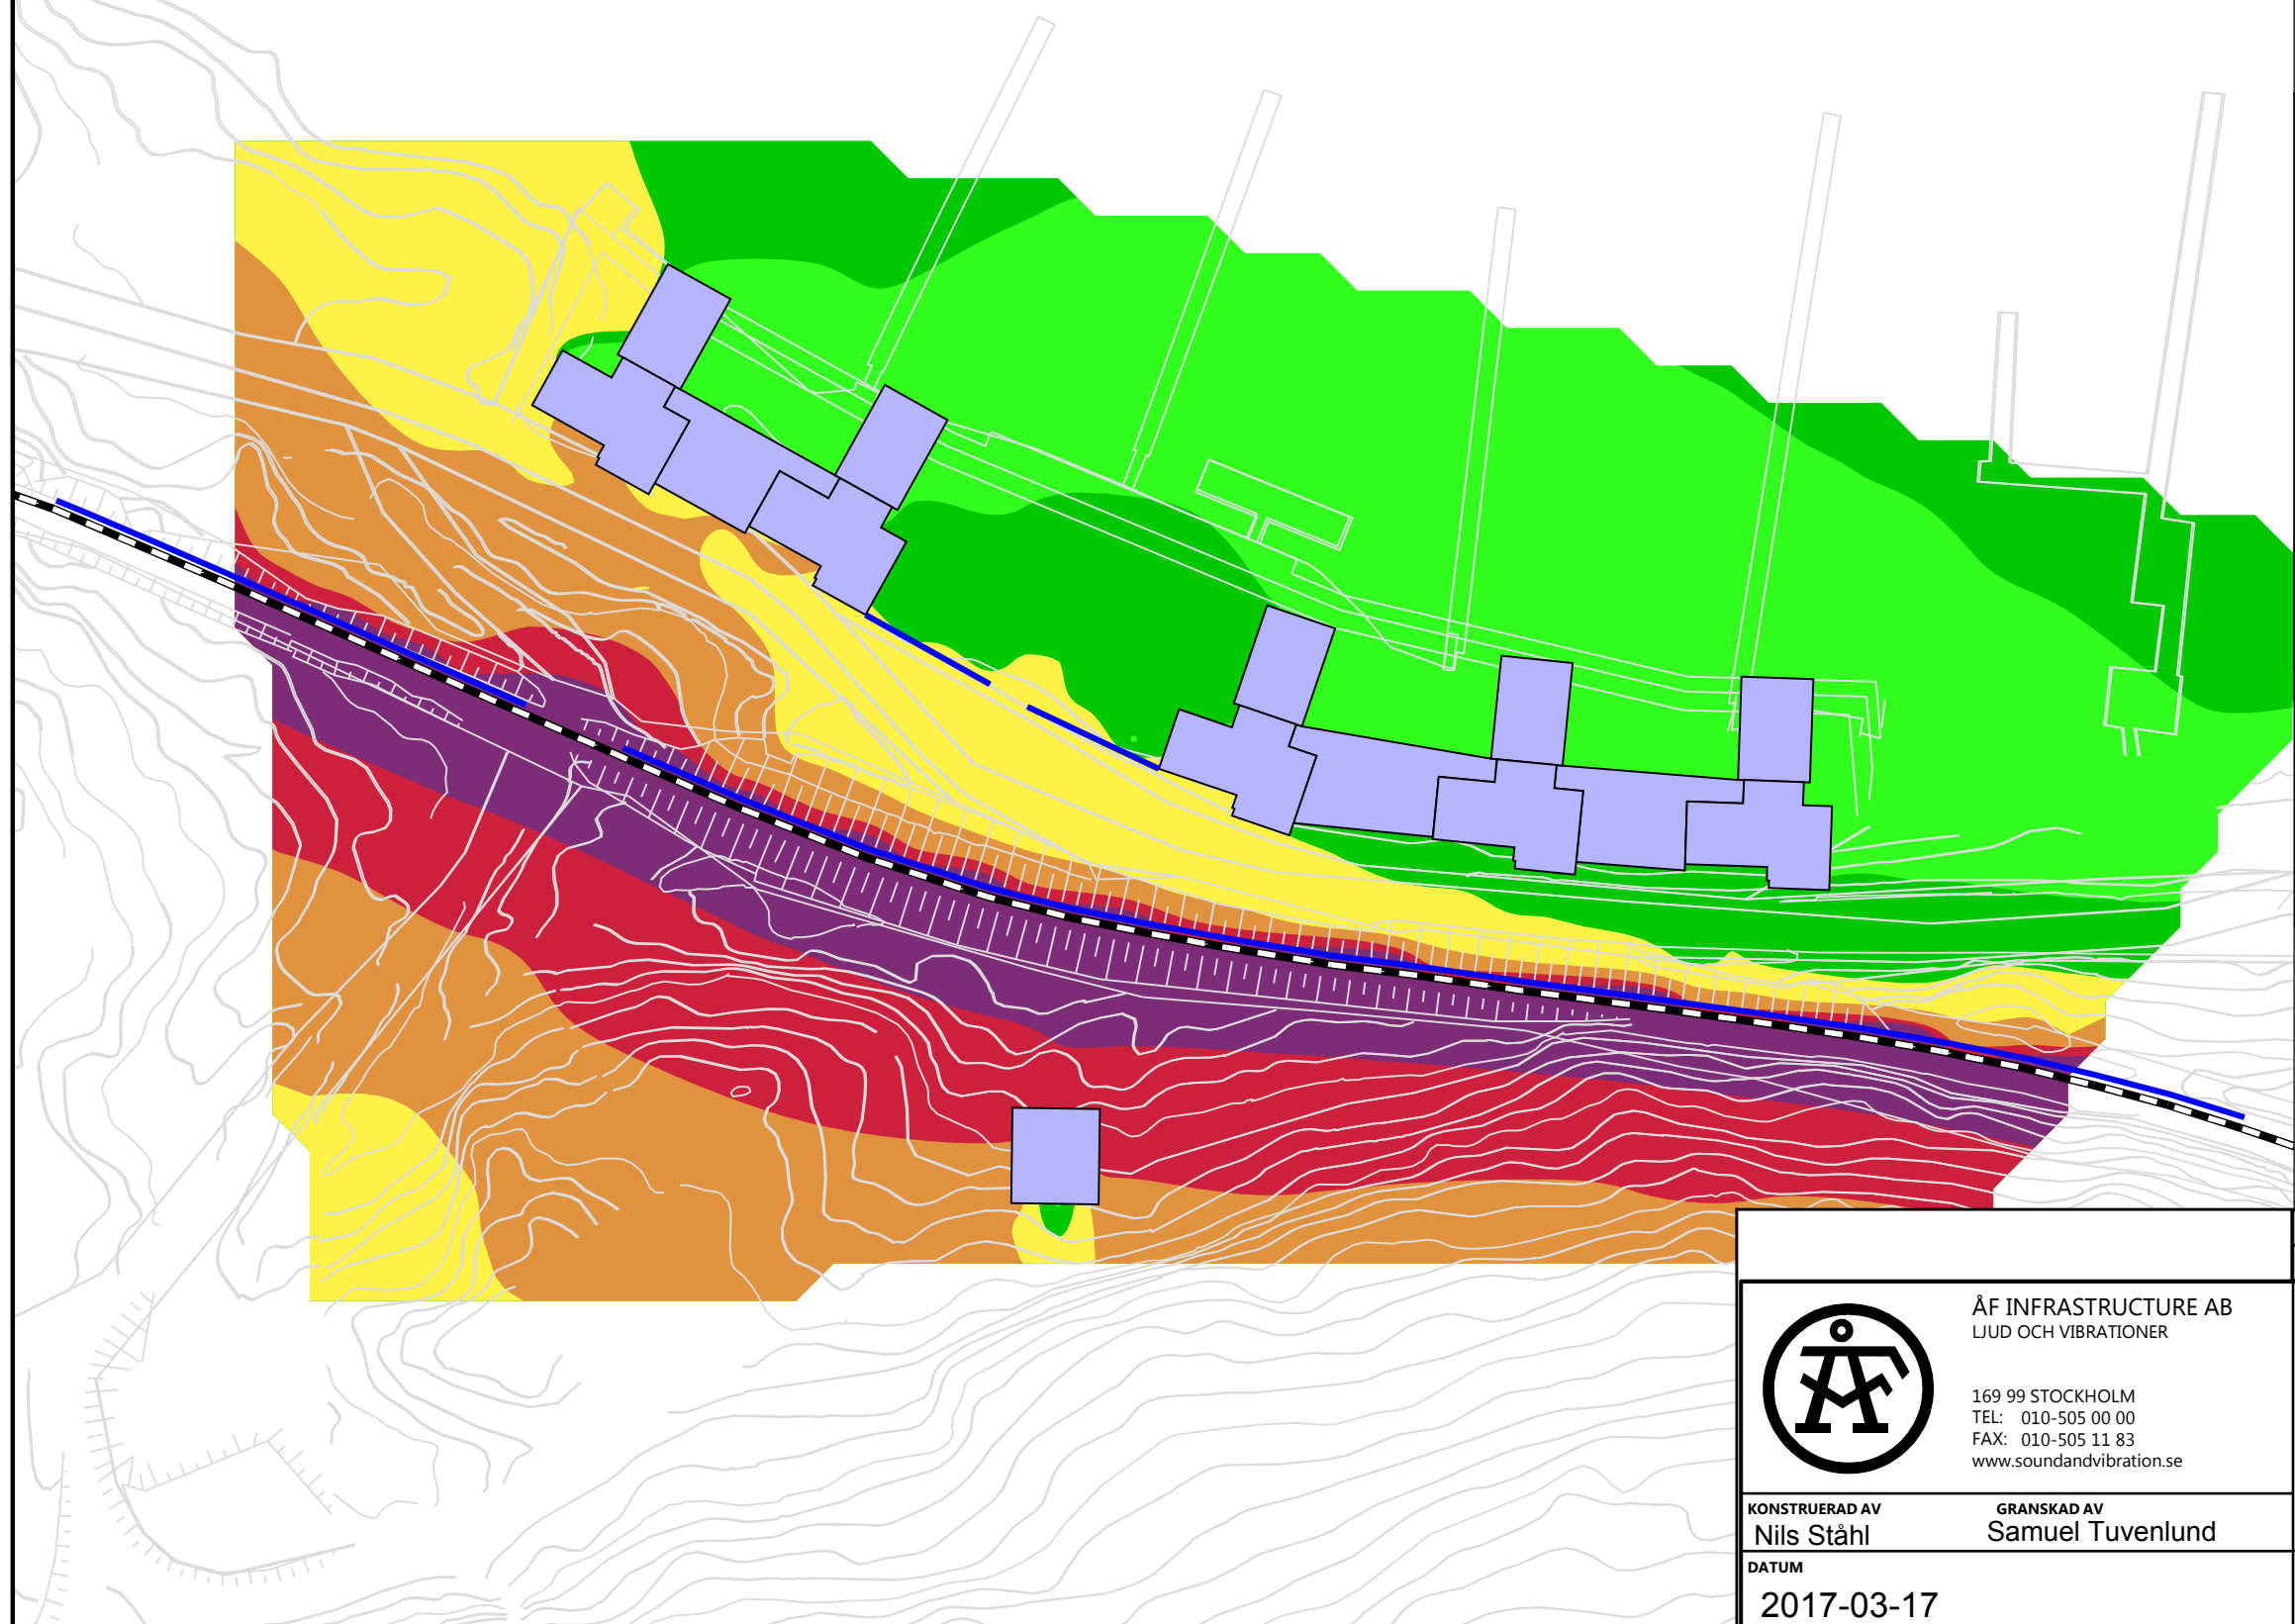 ÅF INFRASTRUCTURE AB
LJUD OCH VIBRATIONER
169 99 STOCKHOLM
TEL: 010-505 00 00
FAX: 010-505 11 83
www.soundandvibration.se
KONSTRUERAD AV GRANSKAD AV
Nils Ståhl Samuel Tuvenlund
DATUM
2017-03-17